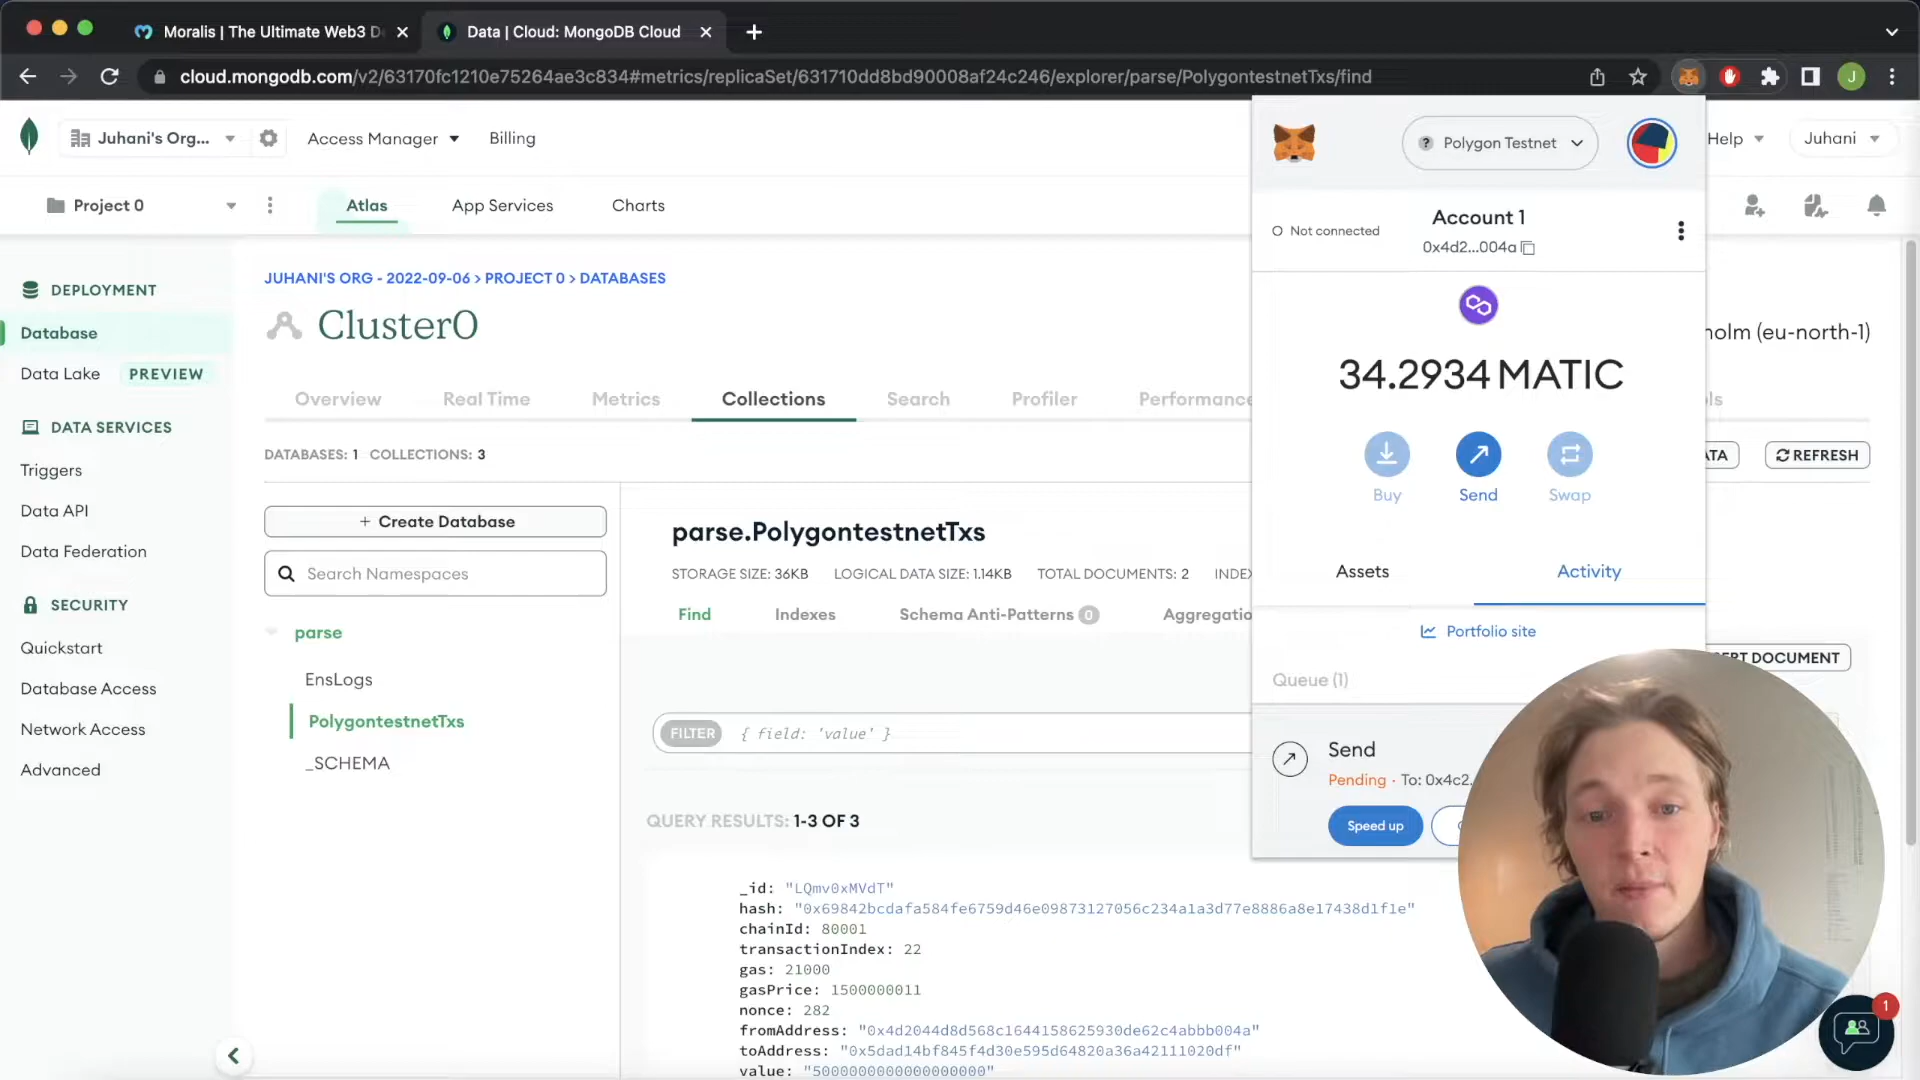 Moralis | The Ultimate Web3 D
Data | Cloud: MongoDB Cloud
cloud.mongodb.com/v2/63170fc1210e75264ae3c834#metrics/replicaSet/631710dd8bd90008af24c246/explorer/parse/PolygontestnetTxs/find
J
Juhani's Org...
Access Manager
Billing
Polygon Testnet
Help
Juhani
Project 0
Atlas
App Services
Charts
Not connected
Account 1
0x4d2...004a
DEPLOYMENT
Database
Data Lake
PREVIEW
DATA SERVICES
Triggers
Data API
Data Federation
SECURITY
Quickstart
Database Access
Network Access
Advanced
JUHANI'S ORG - 2022-09-06 > PROJECT 0 > DATABASES
Cluster0
holm (eu-north-1)
34.2934 MATIC
Overview
Real Time
Metrics
Collections
Search
Profiler
Performance
ls
DATABASES: 1 COLLECTIONS: 3
ATA
REFRESH
Buy
Send
Swap
+ Create Database
Search Namespaces
parse
EnsLogs
PolygontestnetTxs
_SCHEMA
parse.PolygontestnetTxs
STORAGE SIZE: 36KB LOGICAL DATA SIZE: 1.14KB TOTAL DOCUMENTS: 2 INDEX
Find
Indexes
Schema Anti-Patterns 0
Aggregatio
Assets
Activity
Portfolio site
Queue (1)
ERT DOCUMENT
FILTER
{ field: 'value' }
Send
Pending · To: 0x4c2.
Speed up
QUERY RESULTS: 1-3 OF 3
_id: "LQmv0xMVdT"
hash: "0x69842bcdafa584fe6759d46e09873127056c234a1a3d77e8886a8e17438d1f1e"
chainId: 80001
transactionIndex: 22
gas: 21000
gasPrice: 1500000011
nonce: 282
fromAddress: "0x4d2044d8d568c1644158625930de62c4abbb004a"
toAddress: "0x5dad14bf845f4d30e595d64820a36a42111020df"
value: "5000000000000000000"
1